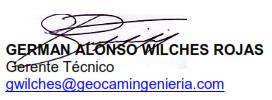 GERMAN ALONSO WILCHES ROJAS
Gerente Técnico
gwilches@geocamingenieria.com